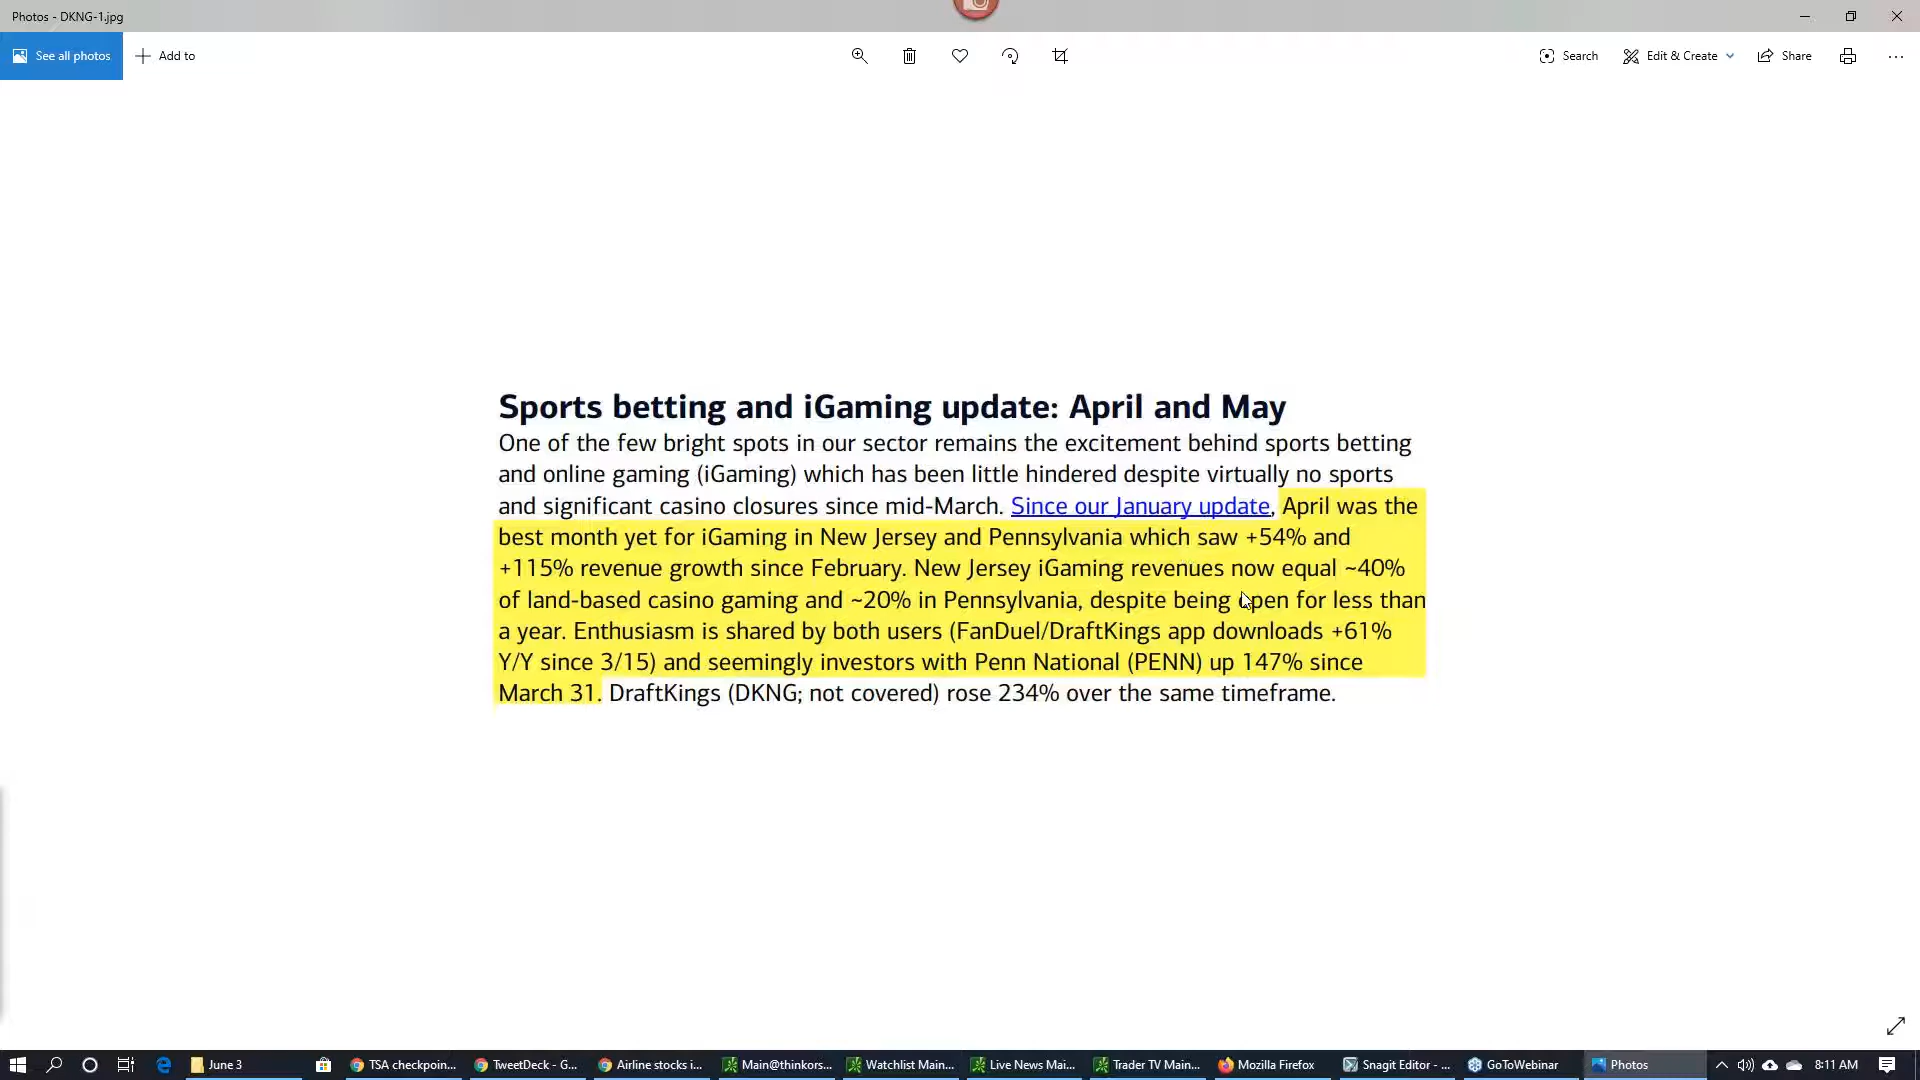 Photos - DKNG-1.jpg
See all photos
Add to
Search
Edit & Create
Share
Sports betting and iGaming update: April and May
One of the few bright spots in our sector remains the excitement behind sports betting
and online gaming (iGaming) which has been little hindered despite virtually no sports
and significant casino closures since mid-March. Since our January update, April was the
best month yet for iGaming in New Jersey and Pennsylvania which saw +54% and
+115% revenue growth since February. New Jersey iGaming revenues now equal ~40%
of land-based casino gaming and ~20% in Pennsylvania, despite being open for less than
a year. Enthusiasm is shared by both users (FanDuel/DraftKings app downloads +61%
Y/Y since 3/15) and seemingly investors with Penn National (PENN) up 147% since
March 31. DraftKings (DKNG; not covered) rose 234% over the same timeframe.
June 3
TSA checkpoin...
TweetDeck - G...
Airline stocks i...
Main@thinkors...
Watchlist Main...
Live News Mai...
Trader TV Main...
Mozilla Firefox
Snagit Editor - ...
GoToWebinar
Photos
8:11 AM